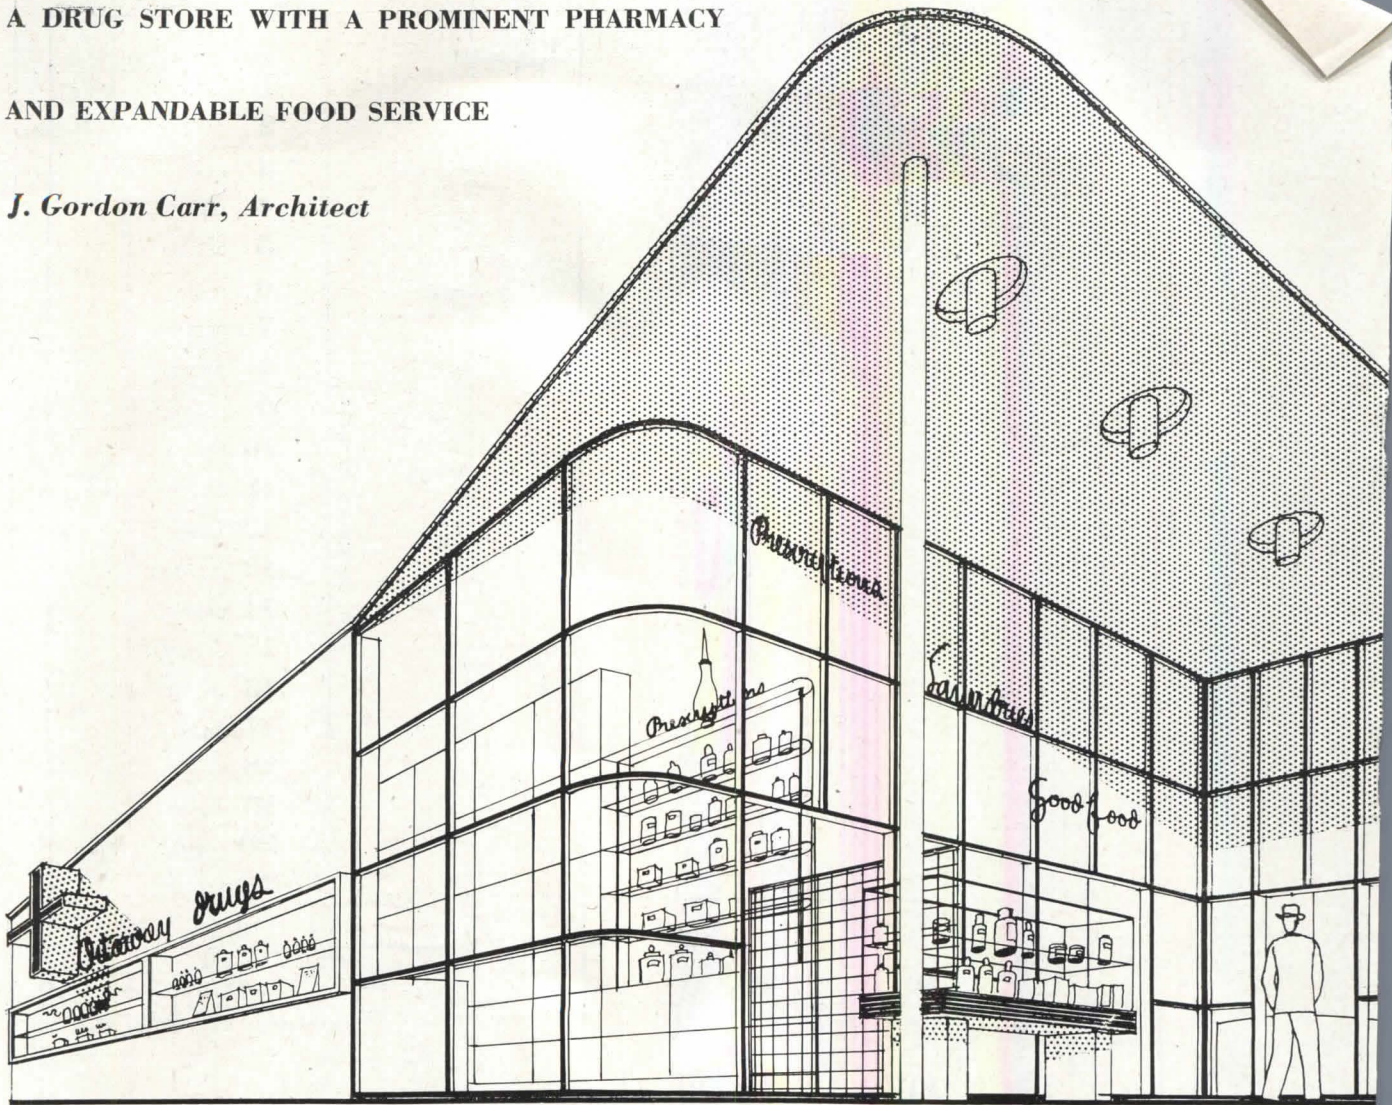 A DRUG STORE WITH A PROMINENT PHARMACY
AND EXPANDABLE FOOD SERVICE
J. Gordon Carr, Architect
Prescriptions
Prescriptions
Good food
drugs